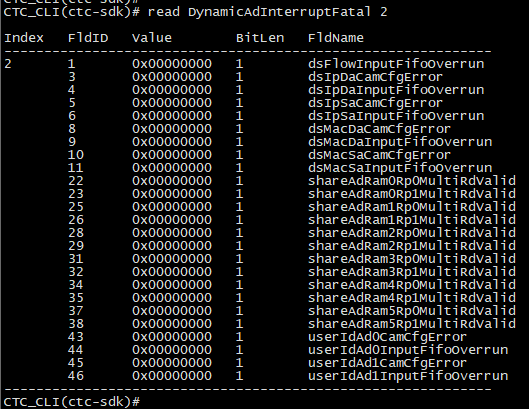 CTC_CLI(ctc-sdk)#
CTC_CLI(ctc-sdk)# read DynamicAdInterruptFatal 2
Index FldID Value BitLen FldName
------------------------------------------------------------
2 1 0x00000000 1 dsFlowInputFifoOverrun
3 0x00000000 1 dsIpDaCamCfgError
4 0x00000000 1 dsIpDaInputFifoOverrun
5 0x00000000 1 dsIpSaCamCfgError
6 0x00000000 1 dsIpSaInputFifoOverrun
8 0x00000000 1 dsMacDaCamCfgError
9 0x00000000 1 dsMacDaInputFifoOverrun
10 0x00000000 1 dsMacSaCamCfgError
11 0x00000000 1 dsMacSaInputFifoOverrun
22 0x00000000 1 shareAdRam0Rp0MultiRdValid
23 0x00000000 1 shareAdRam0Rp1MultiRdValid
25 0x00000000 1 shareAdRam1Rp0MultiRdValid
26 0x00000000 1 shareAdRam1Rp1MultiRdValid
28 0x00000000 1 shareAdRam2Rp0MultiRdValid
29 0x00000000 1 shareAdRam2Rp1MultiRdValid
31 0x00000000 1 shareAdRam3Rp0MultiRdValid
32 0x00000000 1 shareAdRam3Rp1MultiRdValid
34 0x00000000 1 shareAdRam4Rp0MultiRdValid
35 0x00000000 1 shareAdRam4Rp1MultiRdValid
37 0x00000000 1 shareAdRam5Rp0MultiRdValid
38 0x00000000 1 shareAdRam5Rp1MultiRdValid
43 0x00000000 1 userIdAd0CamCfgError
44 0x00000000 1 userIdAd0InputFifoOverrun
45 0x00000000 1 userIdAd1CamCfgError
46 0x00000000 1 userIdAd1InputFifoOverrun
------------------------------------------------------------
CTC_CLI(ctc-sdk)#